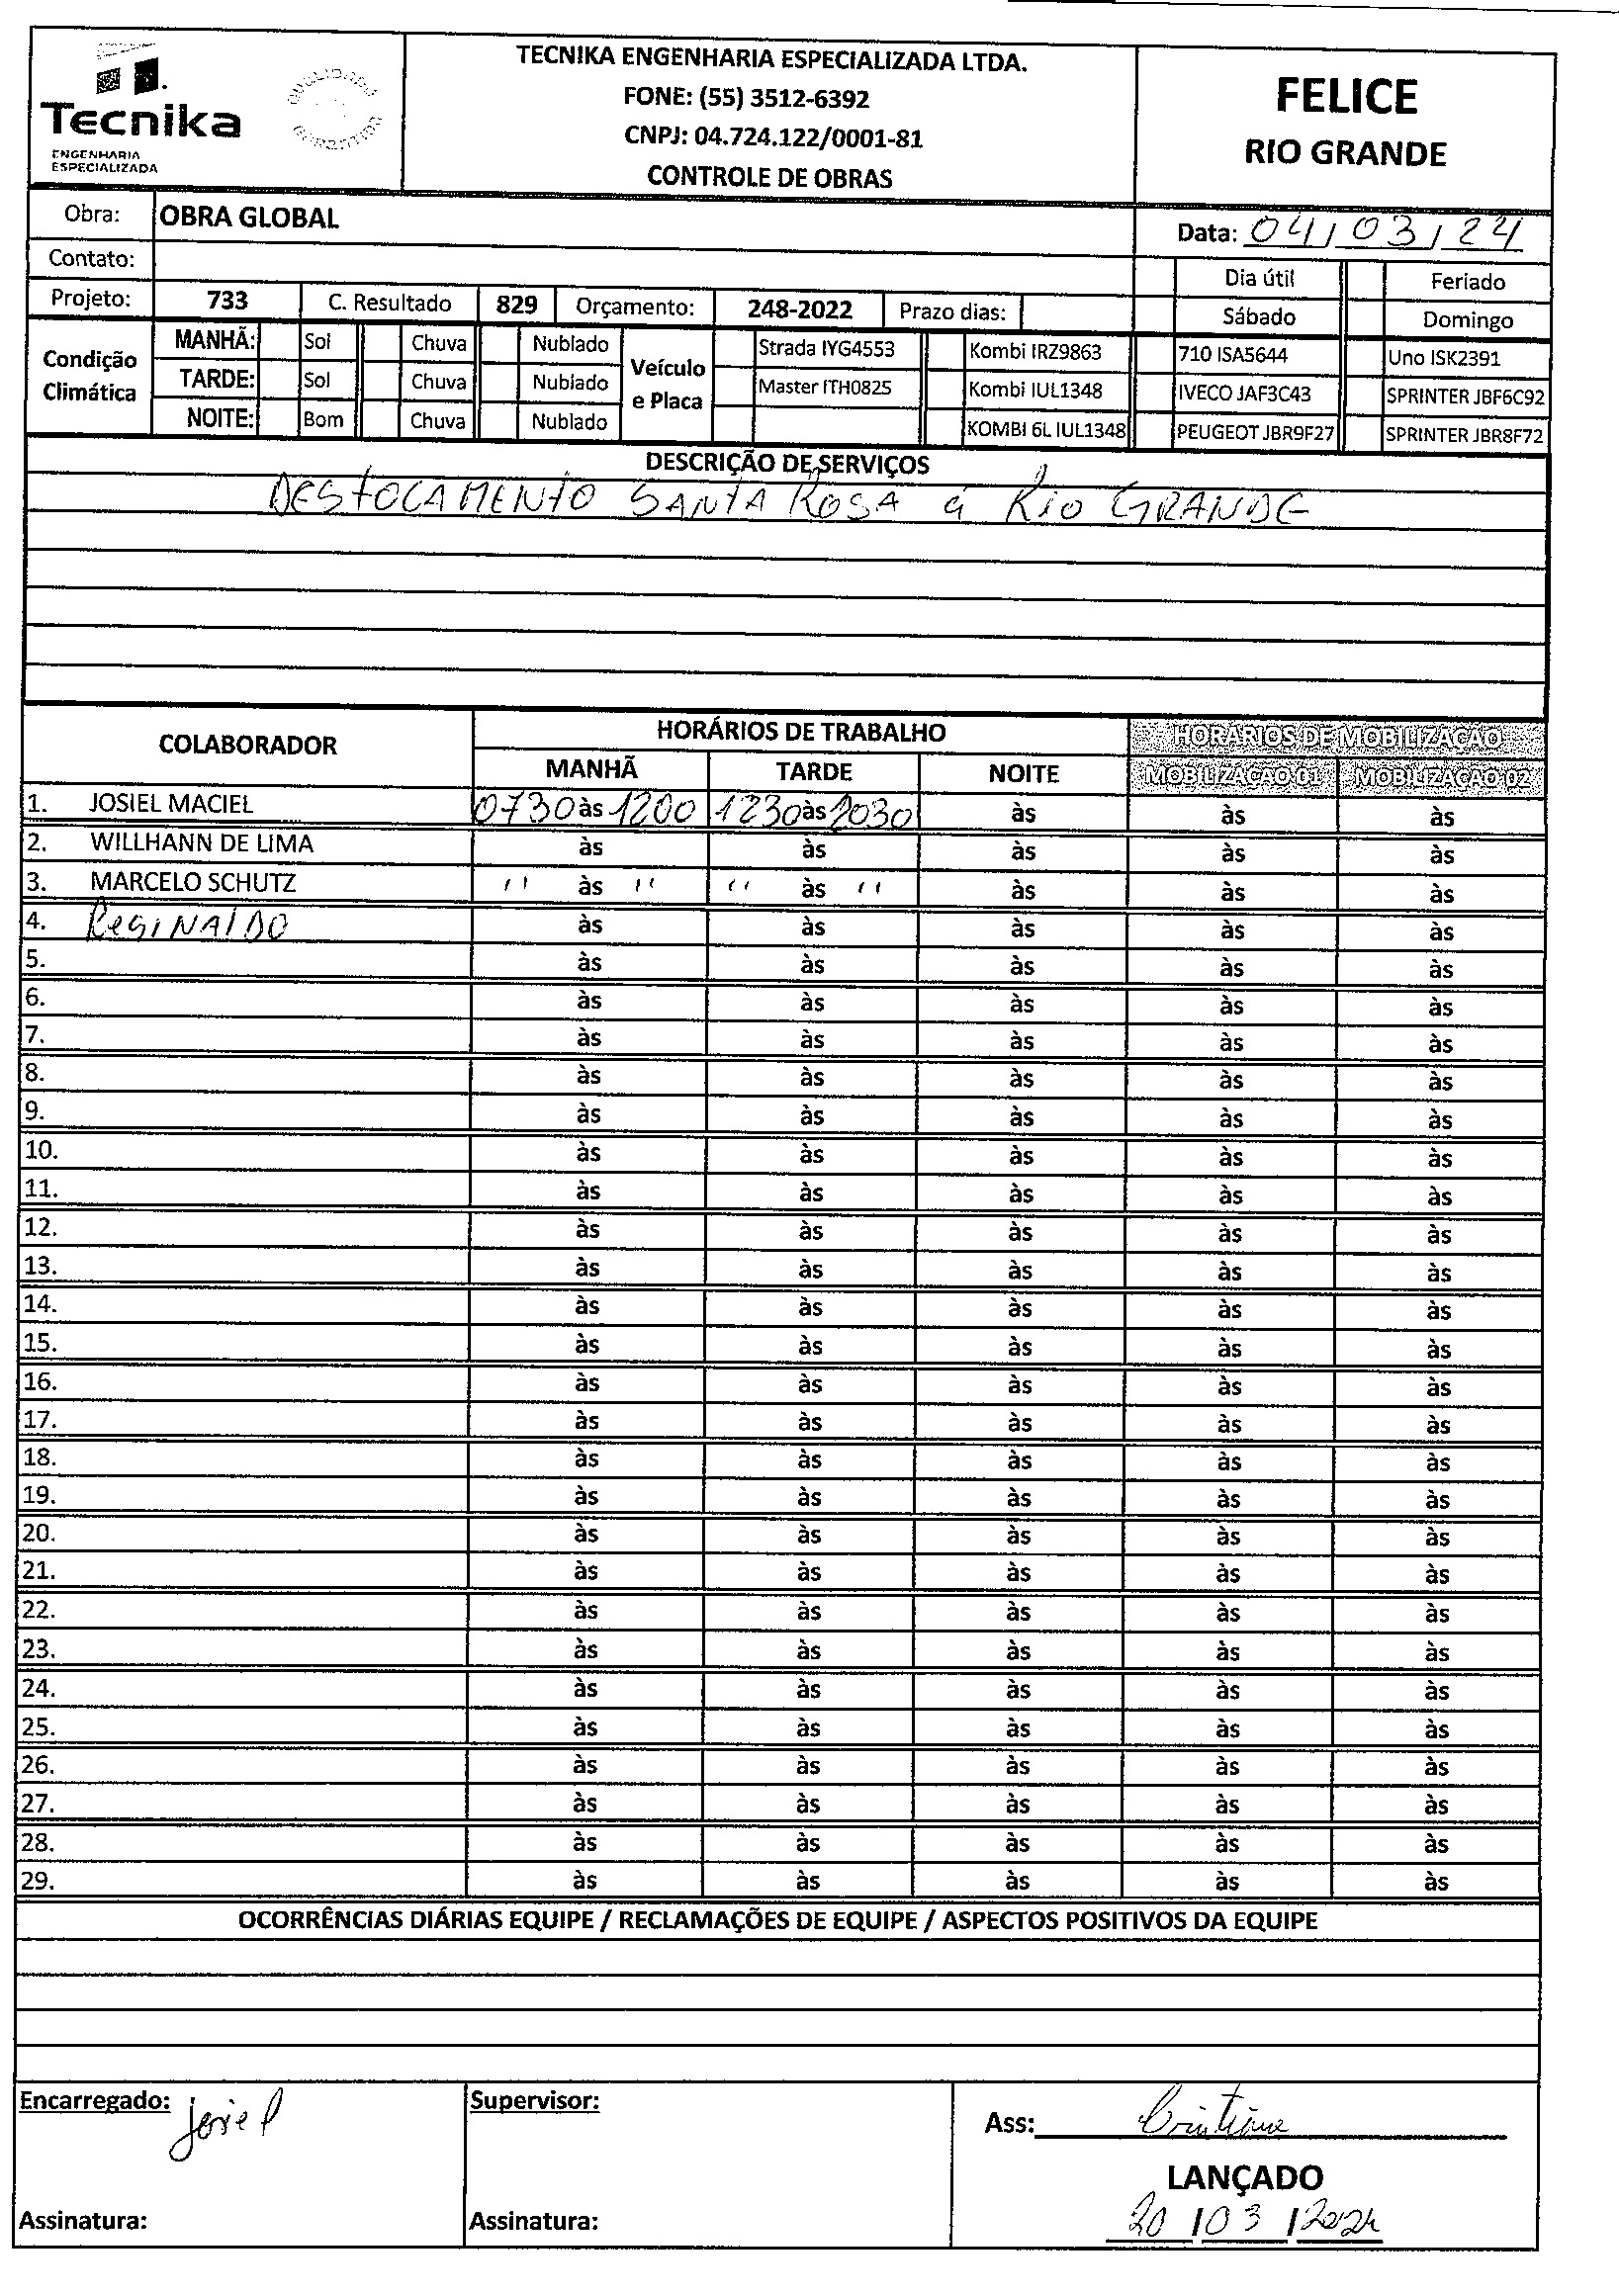 Tecnika
ENGENHARIA
ESPECIALIZADA
TECNIKA ENGENHARIA ESPECIALIZADA LTDA.
FONE: (55) 3512-6392
CNPJ: 04.724.122/0001-81
CONTROLE DE OBRAS
FELICE
RIO GRANDE
Obra: OBRA GLOBAL
Data: 04/03/24
Contato:
Dia útil Feriado
Projeto: 733 C. Resultado 829 Orçamento: 248-2022 Prazo dias:
Sábado Domingo
Condição Climática
MANHÃ: Sol Chuva Nublado
TARDE: Sol Chuva Nublado
NOITE: Bom Chuva Nublado
Veículo e Placa
Strada IYG4553 Kombi IRZ9863 710 ISA5644 Uno ISK2391
Master ITH0825 Kombi IUL1348 IVECO JAF3C43 SPRINTER JBF6C92
KOMBI 6L IUL1348 PEUGEOT JBR9F27 SPRINTER JBR8F72
DESCRIÇÃO DE SERVIÇOS
DESLOCAMENTO SANTA ROSA á RIO GRANDE
COLABORADOR HORÁRIOS DE TRABALHO HORÁRIOS DE MOBILIZAÇÃO
MANHÃ TARDE NOITE MOBILIZAÇÃO 01 MOBILIZAÇÃO 02
1. JOSIEL MACIEL 0730 às 1200 1230 às 2030 às às às
2. WILLHANN DE LIMA às às às às às
3. MARCELO SCHUTZ " às " " às " às às às
4. REGINALDO às às às às às
5. às às às às às
6. às às às às às
7. às às às às às
8. às às às às às
9. às às às às às
10. às às às às às
11. às às às às às
12. às às às às às
13. às às às às às
14. às às às às às
15. às às às às às
16. às às às às às
17. às às às às às
18. às às às às às
19. às às às às às
20. às às às às às
21. às às às às às
22. às às às às às
23. às às às às às
24. às às às às às
25. às às às às às
26. às às às às às
27. às às às às às
28. às às às às às
29. às às às às às
OCORRÊNCIAS DIÁRIAS EQUIPE / RECLAMAÇÕES DE EQUIPE / ASPECTOS POSITIVOS DA EQUIPE
Encarregado: Josiel
Supervisor:
Ass: Cristiane
LANÇADO
Assinatura:
Assinatura:
20/03/2024